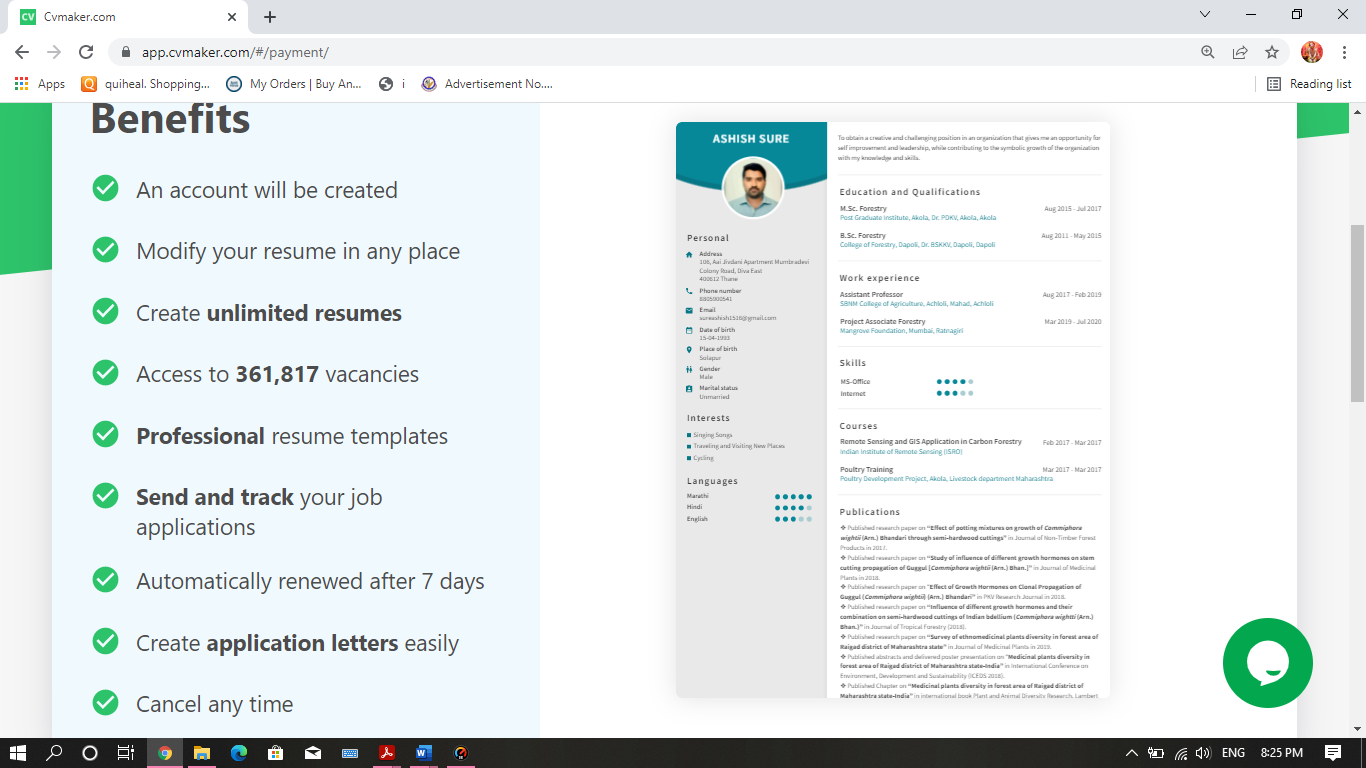 Cvmaker.com
app.cvmaker.com/#/payment/
Apps
quiheal. Shopping...
My Orders | Buy An...
i
Advertisement No....
Reading list
Benefits
An account will be created
Modify your resume in any place
Create unlimited resumes
Access to 361,817 vacancies
Professional resume templates
Send and track your job
applications
Automatically renewed after 7 days
Create application letters easily
Cancel any time
ASHISH SURE
Personal
Address
106, Aai Jivdani Apartment Mumbradevi
Colony Road, Diva East
400612 Thane
Phone number
8805900541
Email
sureashish1516@gmail.com
Date of birth
15-04-1993
Place of birth
Solapur
Gender
Male
Marital status
Unmarried
Interests
Singing Songs
Traveling and Visiting New Places
Cycling
Languages
Marathi
Hindi
English
To obtain a creative and challenging position in an organization that gives me an opportunity for
self improvement and leadership, while contributing to the symbolic growth of the organization
with my knowledge and skills.
Education and Qualifications
M.Sc. Forestry Aug 2015 - Jul 2017
Post Graduate Institute, Akola, Dr. PDKV, Akola, Akola
B.Sc. Forestry Aug 2011 - May 2015
College of Forestry, Dapoli, Dr. BSKKV, Dapoli, Dapoli
Work experience
Assistant Professor Aug 2017 - Feb 2019
SBNM College of Agriculture, Achloli, Mahad, Achloli
Project Associate Forestry Mar 2019 - Jul 2020
Mangrove Foundation, Mumbai, Ratnagiri
Skills
MS-Office
Internet
Courses
Remote Sensing and GIS Application in Carbon Forestry Feb 2017 - Mar 2017
Indian Institute of Remote Sensing (ISRO)
Poultry Training Mar 2017 - Mar 2017
Poultry Development Project, Akola, Livestock department Maharashtra
Publications
❖ Published research paper on “Effect of potting mixtures on growth of Commiphora
wightii (Arn.) Bhandari through semi-hardwood cuttings” in Journal of Non-Timber Forest
Products in 2017.
❖ Published research paper on “Study of influence of different growth hormones on stem
cutting propagation of Guggul [Commiphora wightii (Arn.) Bhan.]” in Journal of Medicinal
Plants in 2018.
❖ Published research paper on "Effect of Growth Hormones on Clonal Propagation of
Guggul (Commiphora wightii) (Arn.) Bhandari” in PKV Research Journal in 2018.
❖ Published research paper on “Influence of different growth hormones and their
combination on semi-hardwood cuttings of Indian bdellium (Commiphora wightti (Arn.)
Bhan.)” in Journal of Tropical Forestry (2018).
❖ Published research paper on “Survey of ethnomedicinal plants diversity in forest area of
Raigad district of Maharashtra state” in Journal of Medicinal Plants in 2019.
❖ Published abstracts and delivered poster presentation on “Medicinal plants diversity in
forest area of Raigad district of Maharashtra state-India” in International Conference on
Environment, Development and Sustainability (ICEDS 2018).
❖ Published Chapter on “Medicinal plants diversity in forest area of Raigad district of
Maharashtra state-India” in international book Plant and Animal Diversity Research, Lambert
ENG
8:25 PM